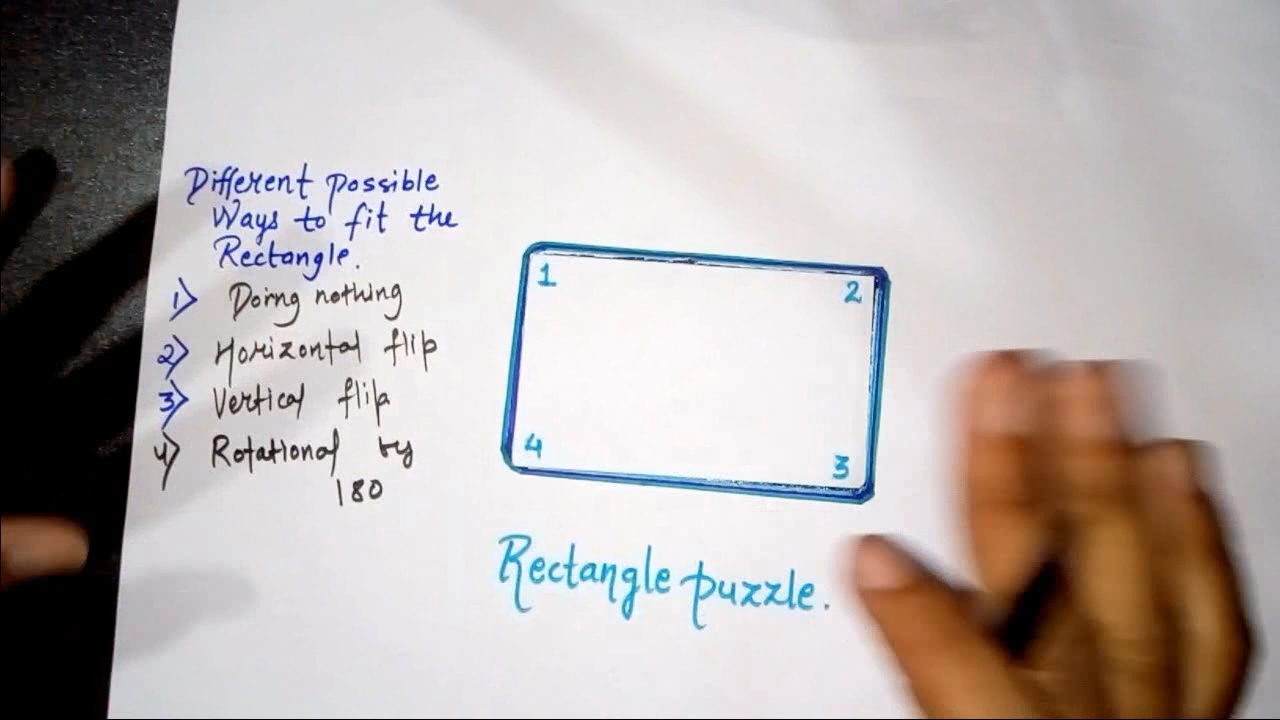 Different possible
Ways to fit the
Rectangle.
1) Doing nothing
2) Horizontal flip
3) Vertical flip
4) Rotational by
180
1 2
4 3
Rectangle puzzle.